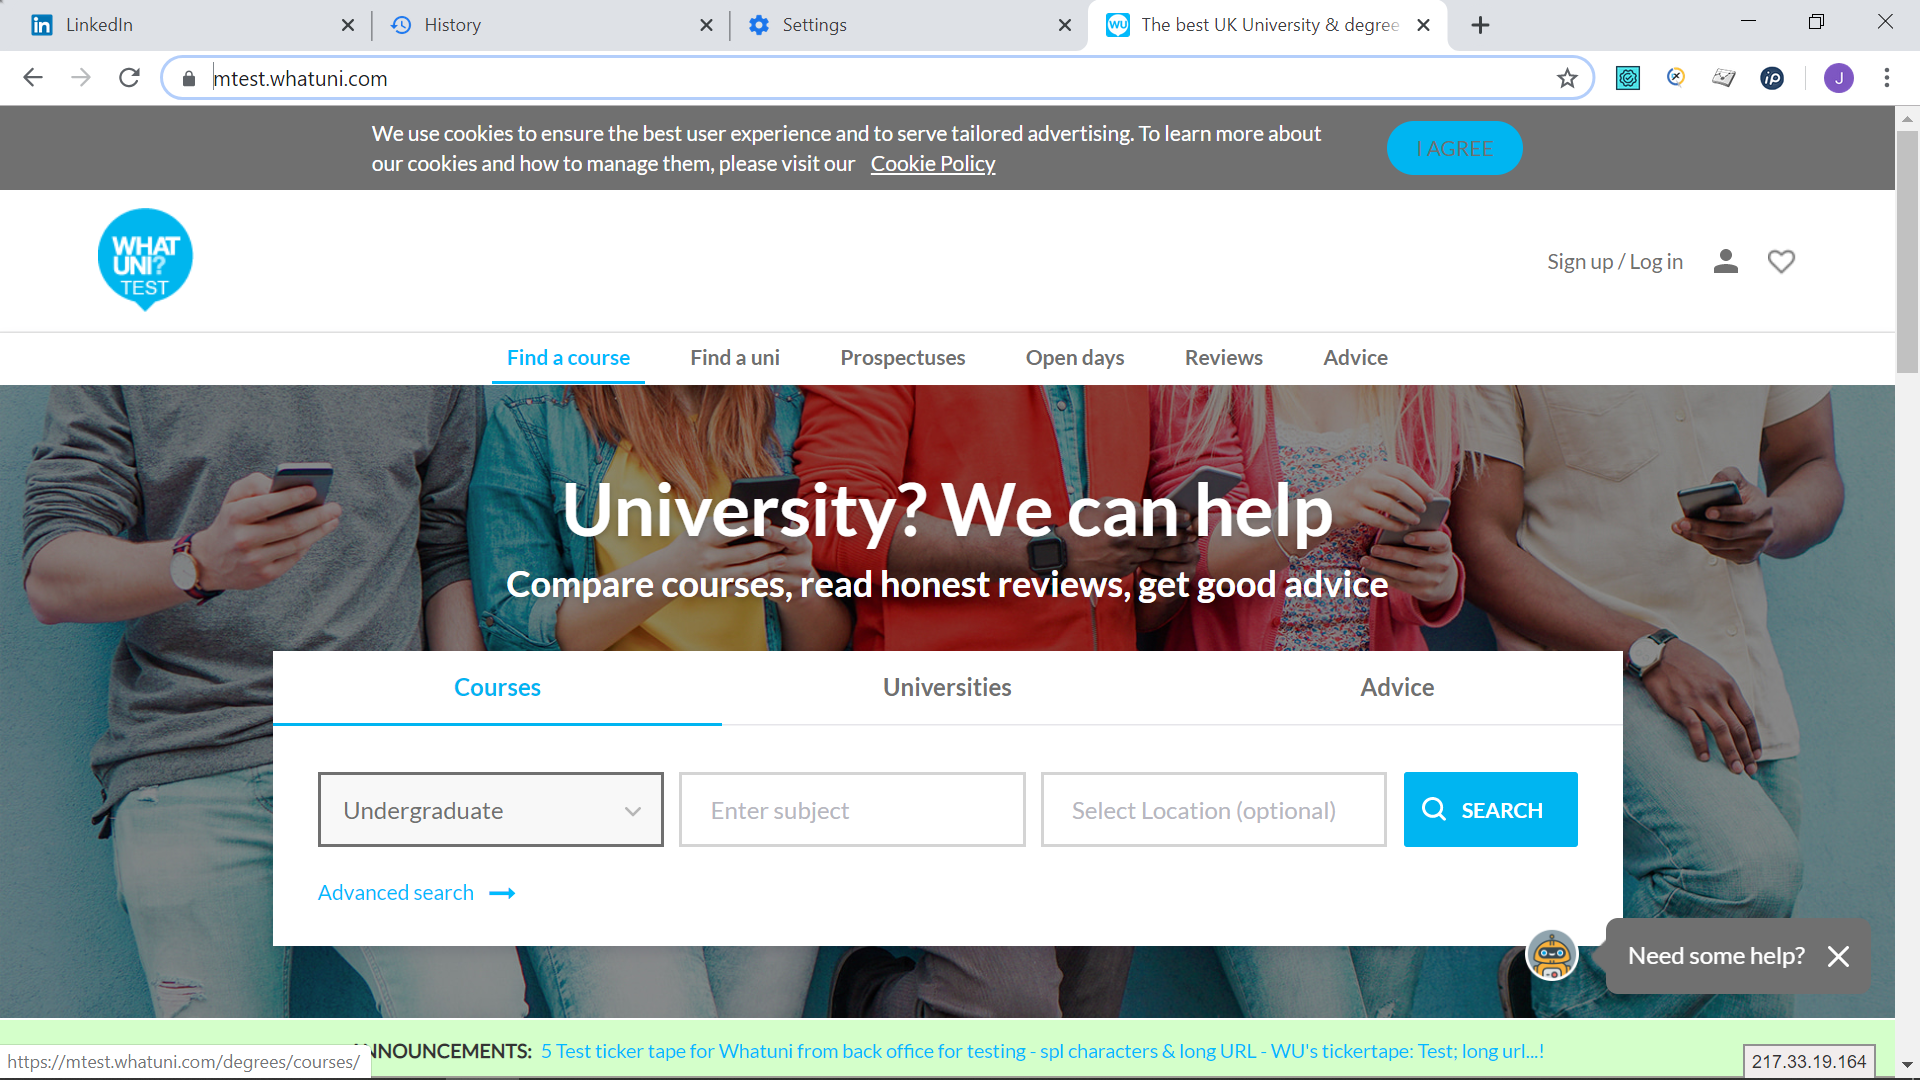 LinkedIn
History
Settings
The best UK University & degree
mtest.whatuni.com
iP
J
We use cookies to ensure the best user experience and to serve tailored advertising. To learn more about
our cookies and how to manage them, please visit our Cookie Policy
I AGREE
WHAT
UNI?
TEST
Sign up / Log in
Find a course
Find a uni
Prospectuses
Open days
Reviews
Advice
University? We can help
Compare courses, read honest reviews, get good advice
Courses
Universities
Advice
Undergraduate
Enter subject
Select Location (optional)
SEARCH
Advanced search
Need some help?
NNOUNCEMENTS: 5 Test ticker tape for Whatuni from back office for testing - spl characters & long URL - WU's tickertape: Test; long url...!
https://mtest.whatuni.com/degrees/courses/
217.33.19.164